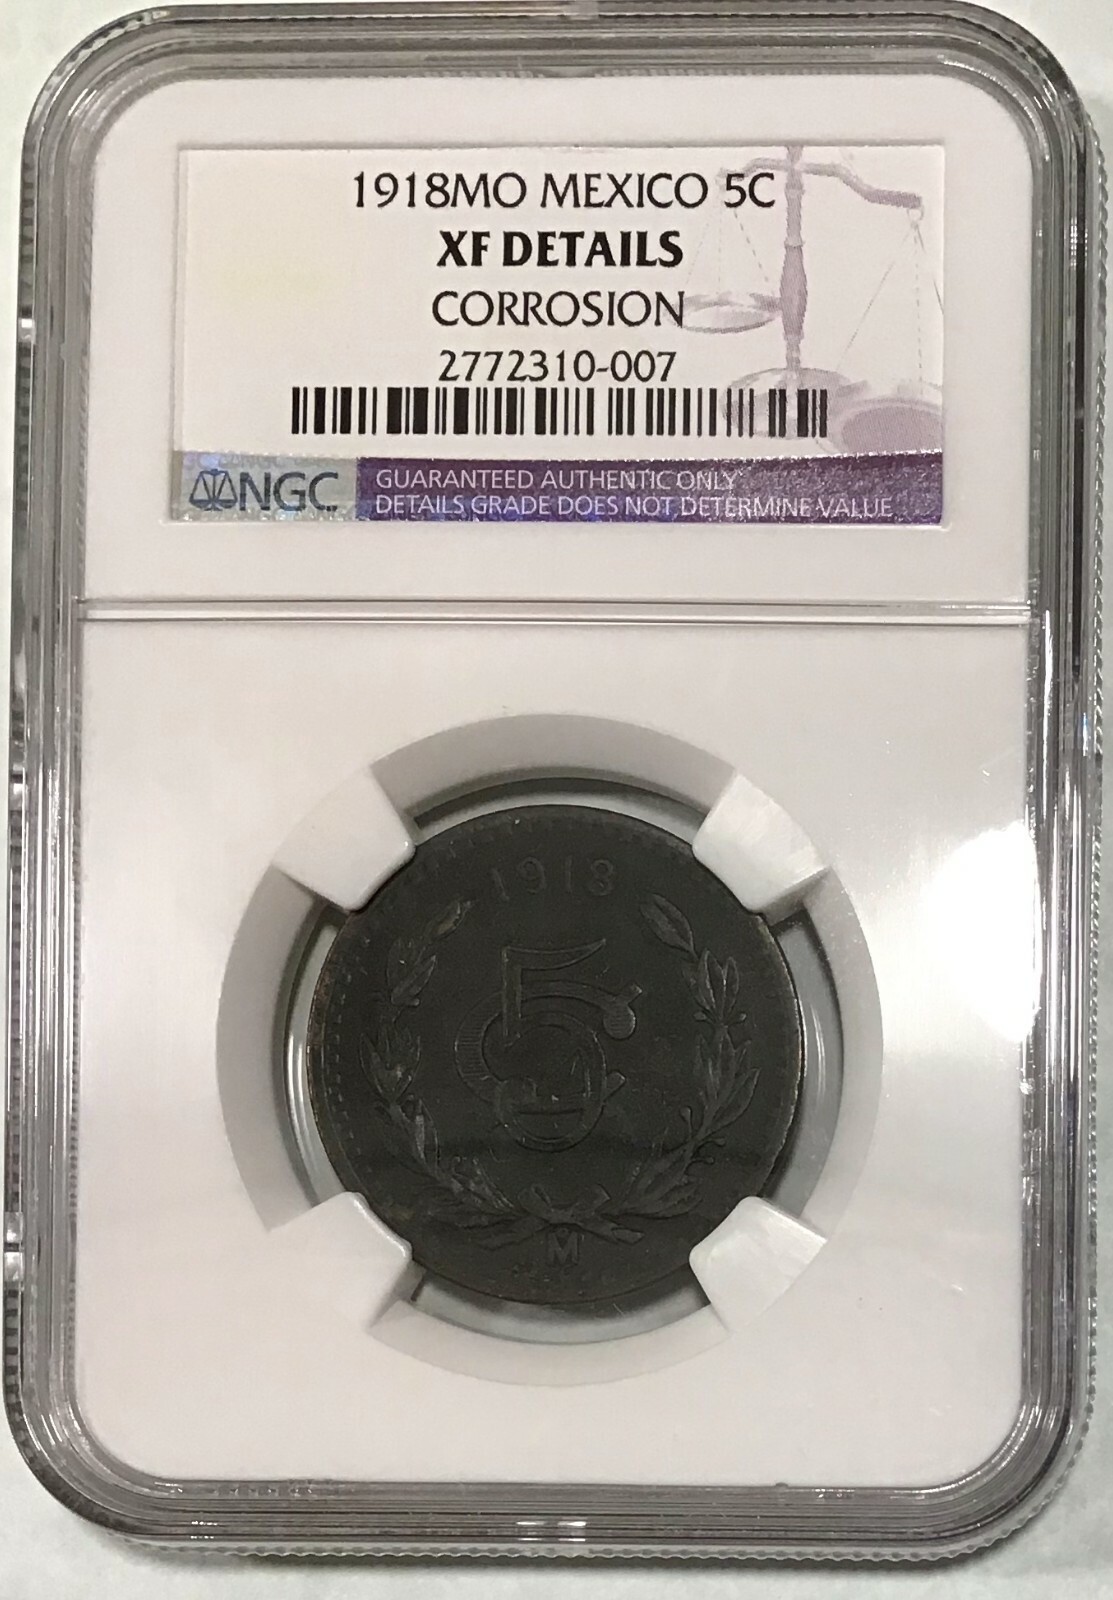 1918MO MEXICO 5C
XF DETAILS
CORROSION
2772310-007
NGC
GUARANTEED AUTHENTIC ONLY
DETAILS GRADE DOES NOT DETERMINE VALUE
1918
5 C
M